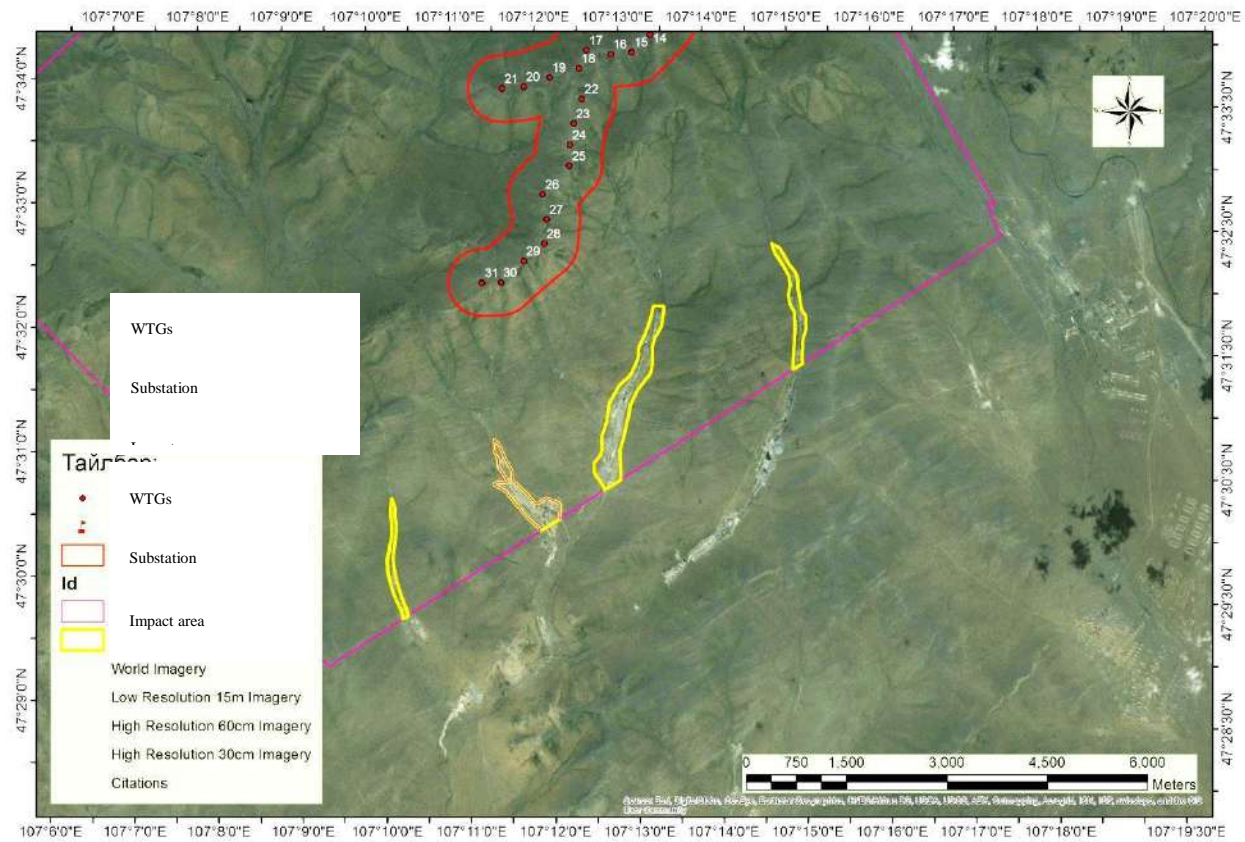 107°7'0"E 107°8'0"E 107°9'0"E 107°10'0"E 107°11'0"E 107°12'0"E 107°13'0"E 107°14'0"E 107°15'0"E 107°16'0"E 107°17'0"E 107°18'0"E 107°19'0"E 107°20'0"E
47°34'0"N
47°33'0"N
47°32'0"N
47°31'0"N
47°30'0"N
47°29'0"N
47°33'30"N
47°32'30"N
47°31'30"N
47°30'30"N
47°29'30"N
47°28'30"N
14
15
16
17
18
19
20
21
22
23
24
25
26
27
28
29
30
31
WTGs
Substation
WTGs
Substation
Id
Impact area
World Imagery
Low Resolution 15m Imagery
High Resolution 60cm Imagery
High Resolution 30cm Imagery
Citations
0 750 1,500 3,000 4,500 6,000
Meters
107°6'0"E 107°7'0"E 107°8'0"E 107°9'0"E 107°10'0"E 107°11'0"E 107°12'0"E 107°13'0"E 107°14'0"E 107°15'0"E 107°16'0"E 107°17'0"E 107°18'0"E 107°19'30"E